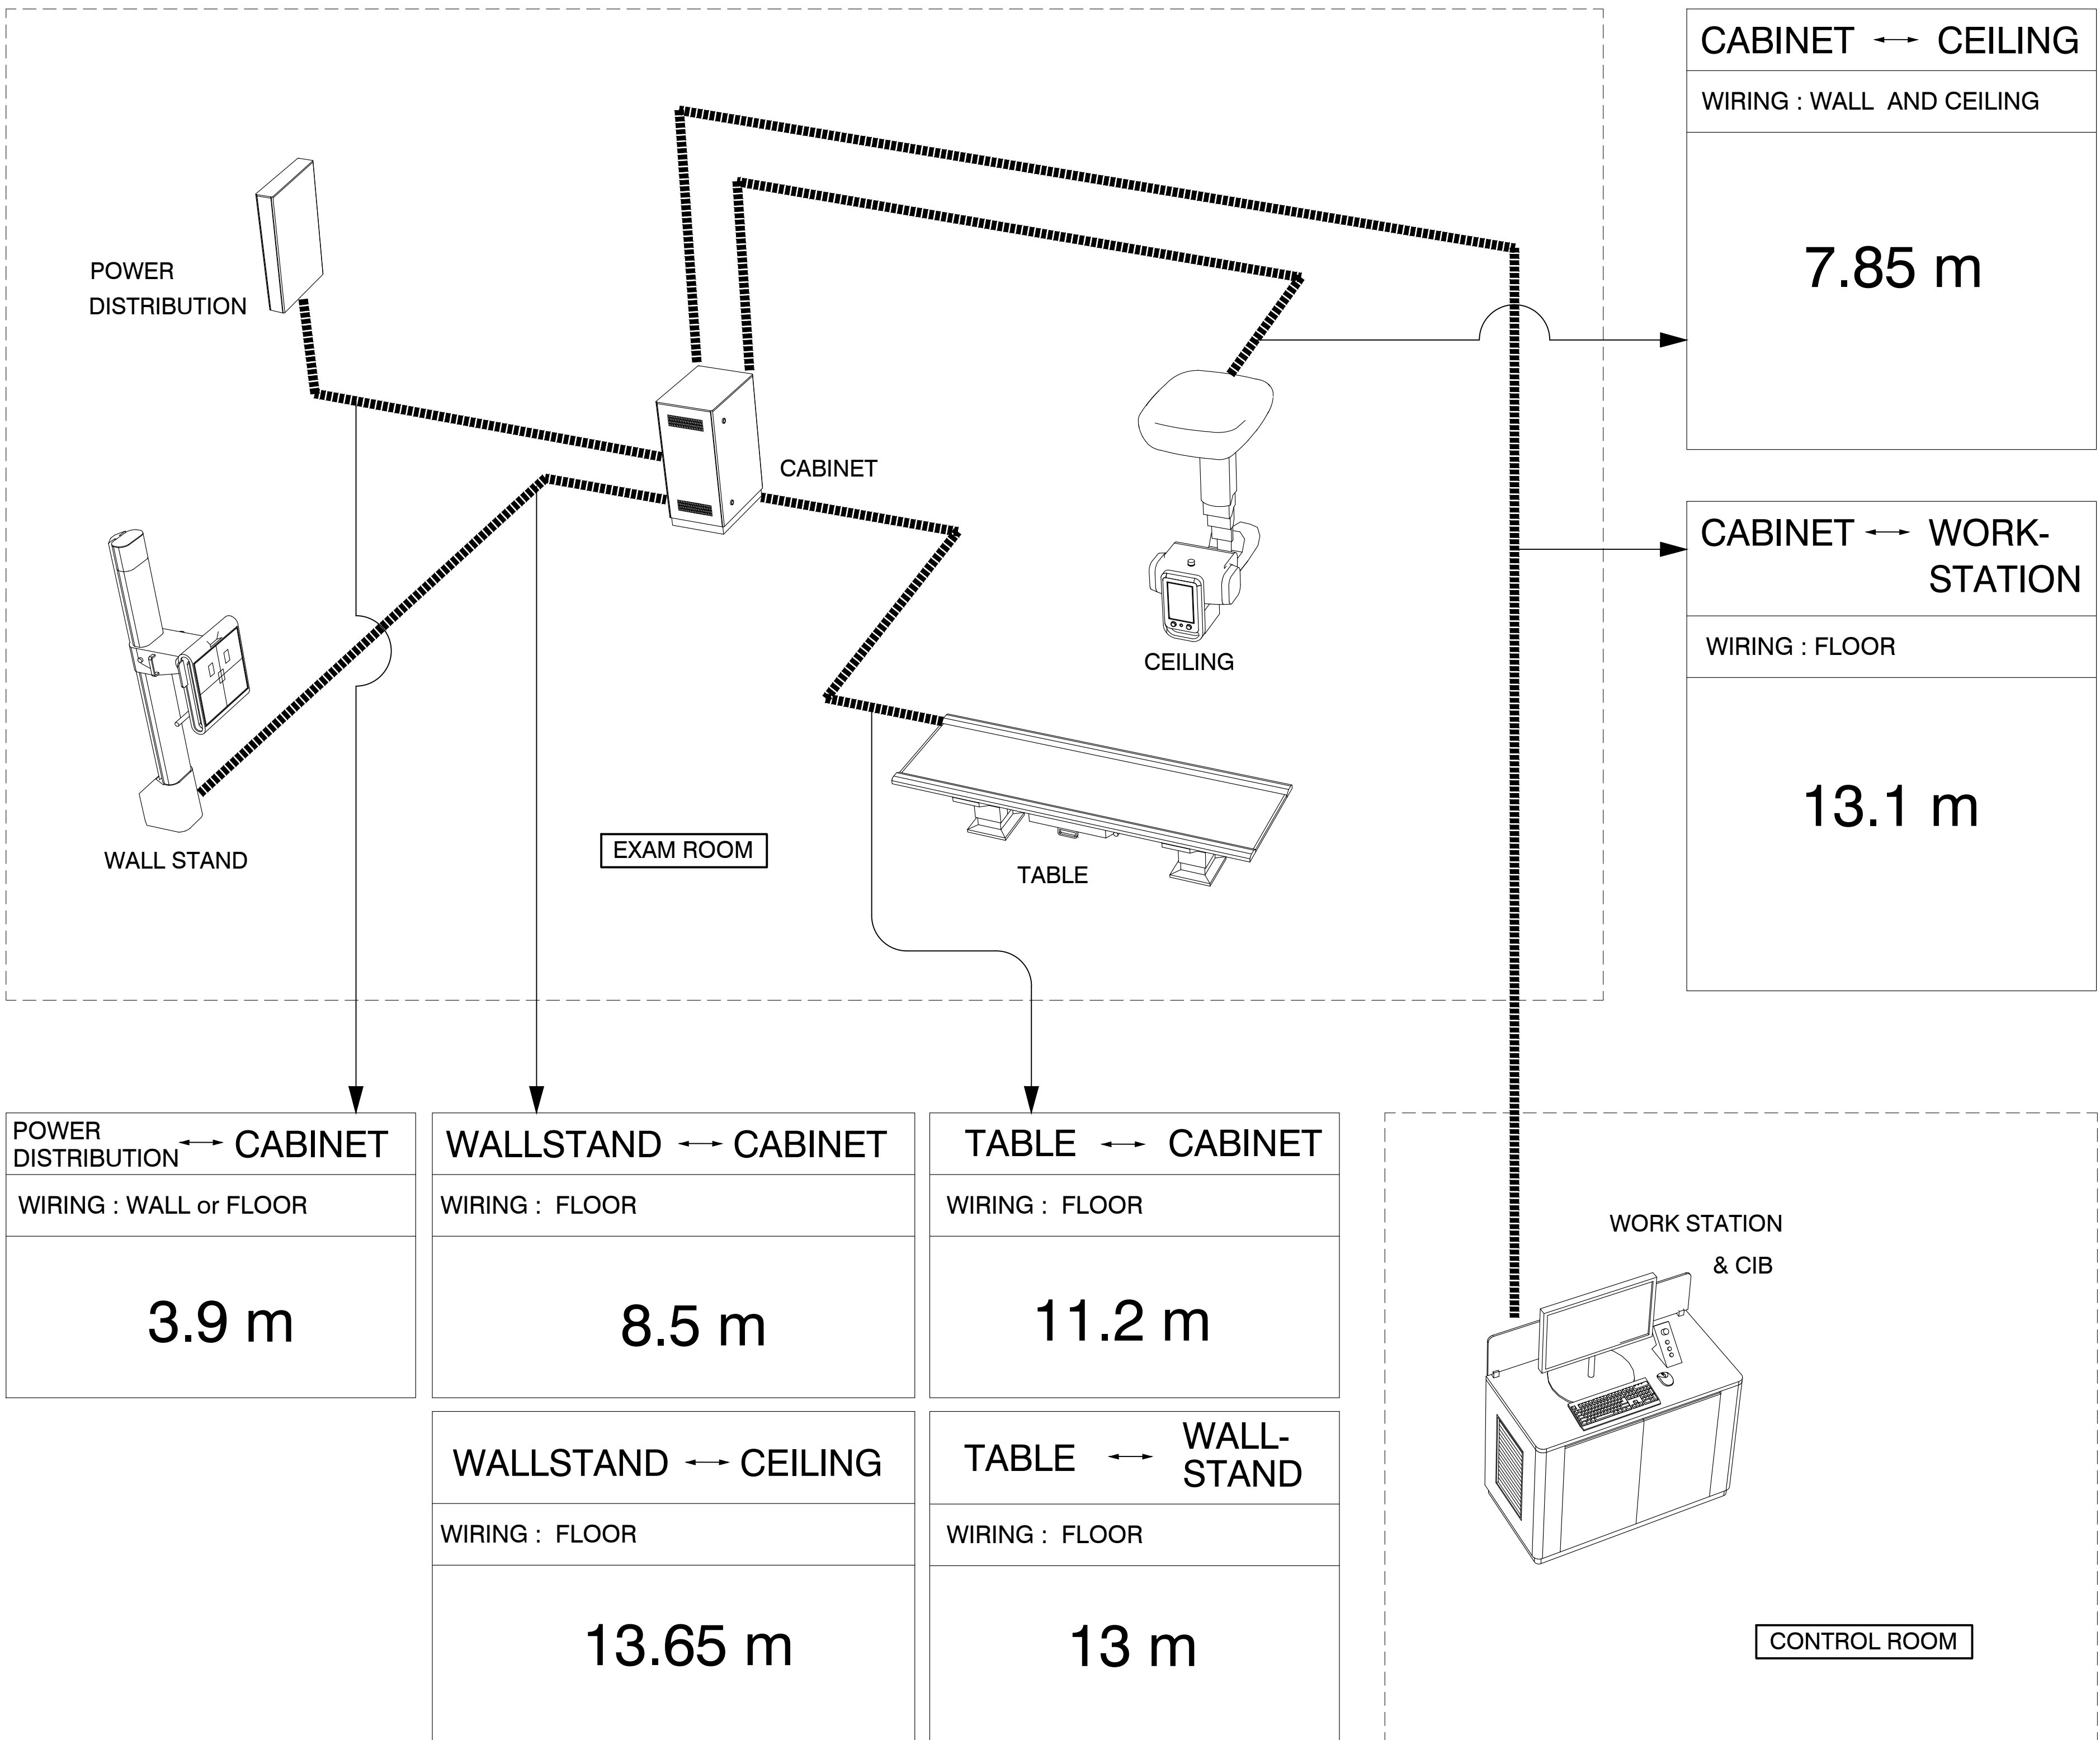 CABINET ↔ CEILING
WIRING : WALL AND CEILING
7.85 m
POWER
DISTRIBUTION
CABINET
CABINET ↔ WORK-
STATION
WIRING : FLOOR
13.1 m
CEILING
WALL STAND
EXAM ROOM
TABLE
POWER
DISTRIBUTION ↔ CABINET
WIRING : WALL or FLOOR
3.9 m
WALLSTAND ↔ CABINET
WIRING : FLOOR
8.5 m
TABLE ↔ CABINET
WIRING : FLOOR
11.2 m
WALLSTAND ↔ CEILING
WIRING : FLOOR
13.65 m
TABLE ↔ WALL-
STAND
WIRING : FLOOR
13 m
WORK STATION
& CIB
CONTROL ROOM